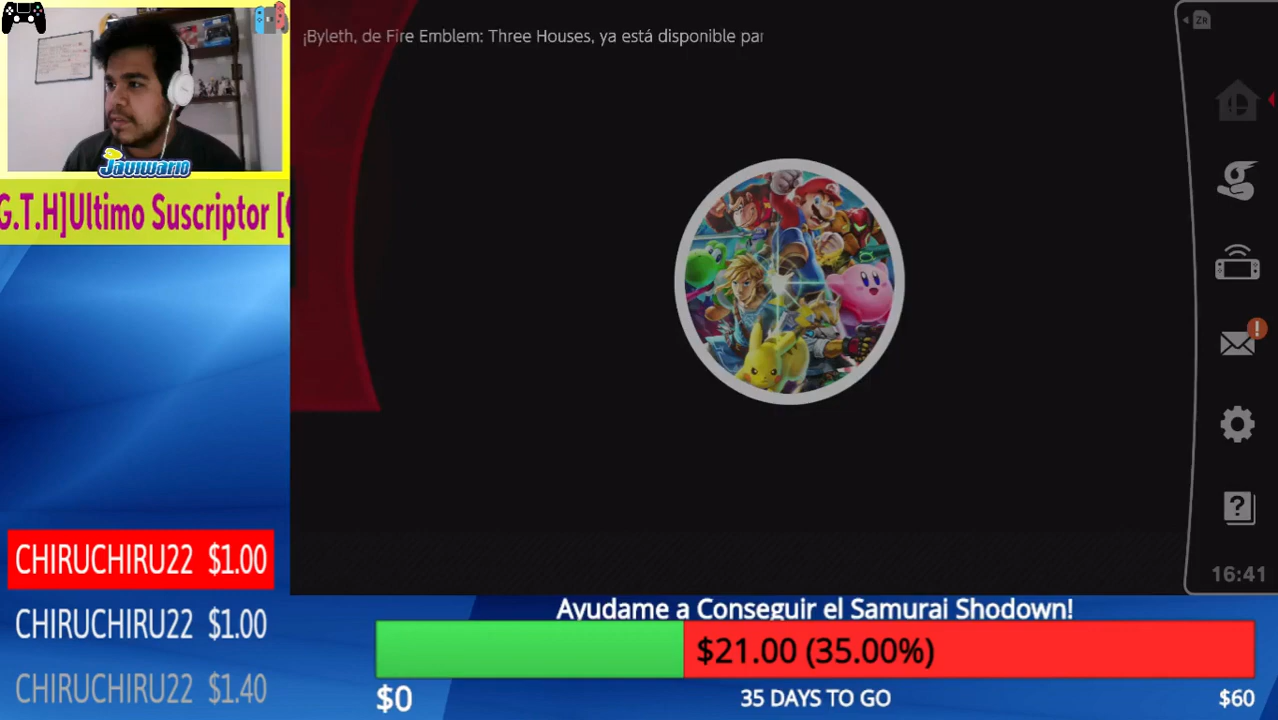 ¡Byleth, de Fire Emblem: Three Houses, ya está disponible par
ZR
Javiwario
G.T.H]Ultimo Suscriptor [
16:41
CHIRUCHIRU22 $1.00
CHIRUCHIRU22 $1.00
CHIRUCHIRU22 $1.40
Ayudame a Conseguir el Samurai Shodown!
$21.00 (35.00%)
$0
35 DAYS TO GO
$60